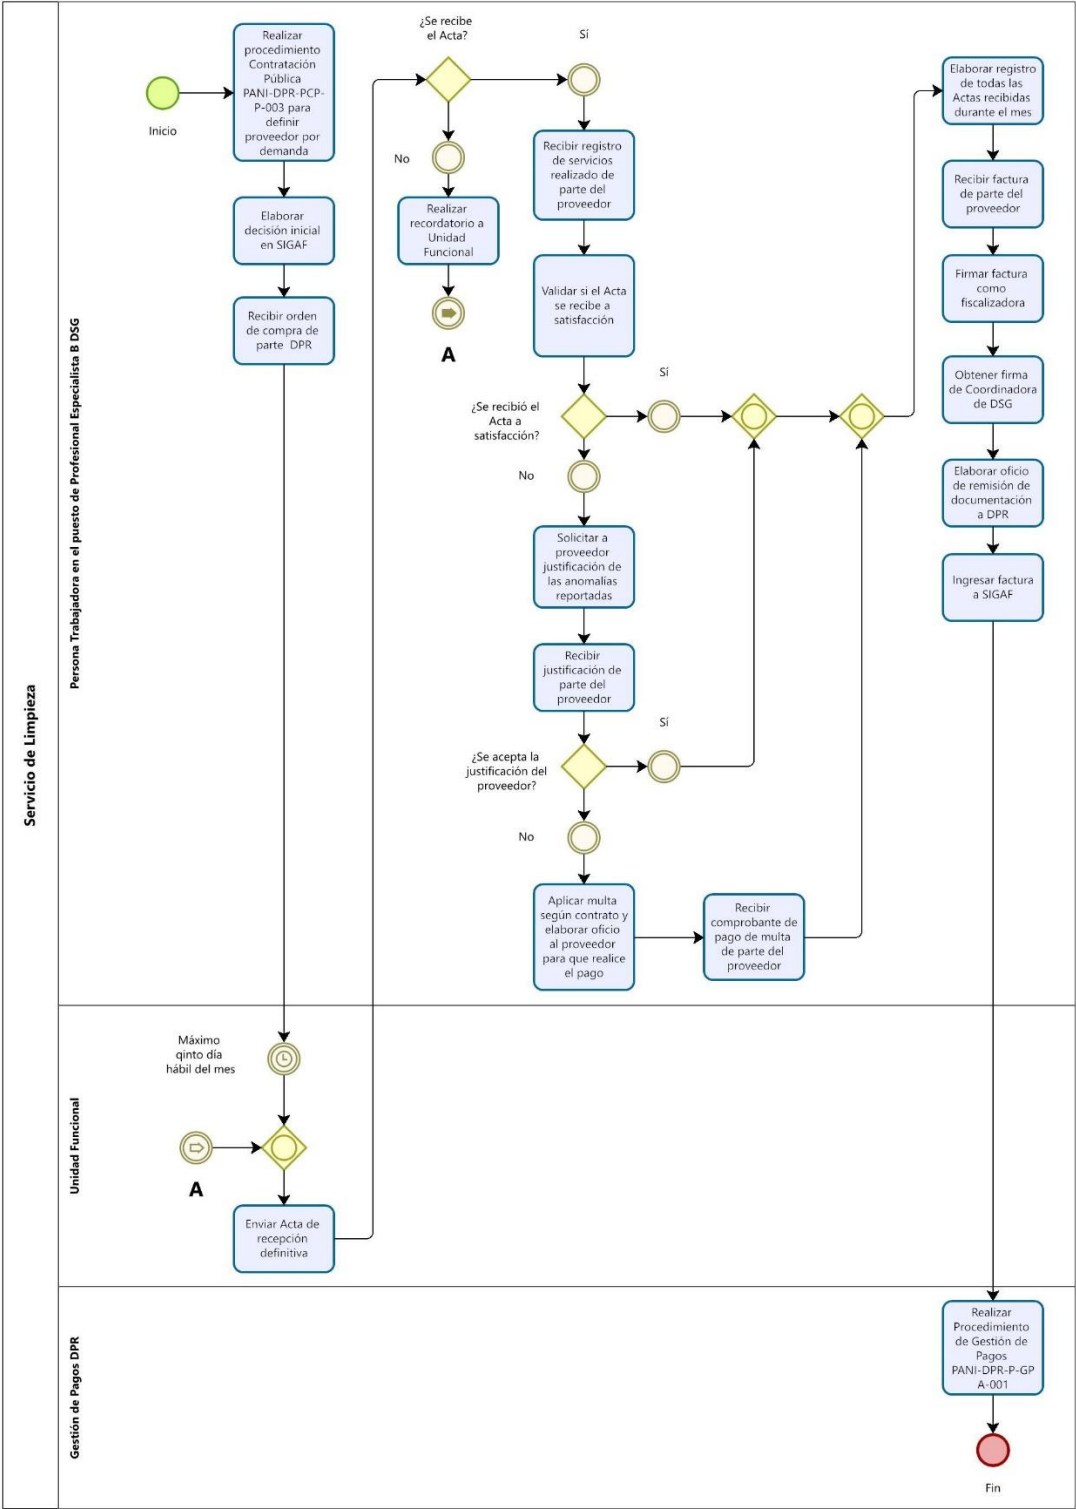 Servicio de Limpieza
Persona Trabajadora en el puesto de Profesional Especialista B DSG
Inicio
Realizar
procedimiento
Contratación
Pública
PANI-DPR-PCP-
P-003 para
definir
proveedor por
demanda
Elaborar
decisión inicial
en SIGAF
Recibir orden
de compra de
parte DPR
¿Se recibe
el Acta?
No
Realizar
recordatorio a
Unidad
Funcional
A
Sí
Recibir registro
de servicios
realizado de
parte del
proveedor
Validar si el Acta
se recibe a
satisfacción
¿Se recibió el
Acta a
satisfacción?
Sí
No
Solicitar a
proveedor
justificación de
las anomalías
reportadas
Recibir
justificación de
parte del
proveedor
¿Se acepta la
justificación del
proveedor?
Sí
No
Aplicar multa
según contrato y
elaborar oficio
al proveedor
para que realice
el pago
Recibir
comprobante de
pago de multa
de parte del
proveedor
Elaborar registro
de todas las
Actas recibidas
durante el mes
Recibir factura
de parte del
proveedor
Firmar factura
como
fiscalizadora
Obtener firma
de Coordinadora
de DSG
Elaborar oficio
de remisión de
documentación
a DPR
Ingresar factura
a SIGAF
Unidad Funcional
Máximo
qinto día
hábil del mes
A
Enviar Acta de
recepción
definitiva
Gestión de Pagos DPR
Realizar
Procedimiento
de Gestión de
Pagos
PANI-DPR-P-GP
A-001
Fin